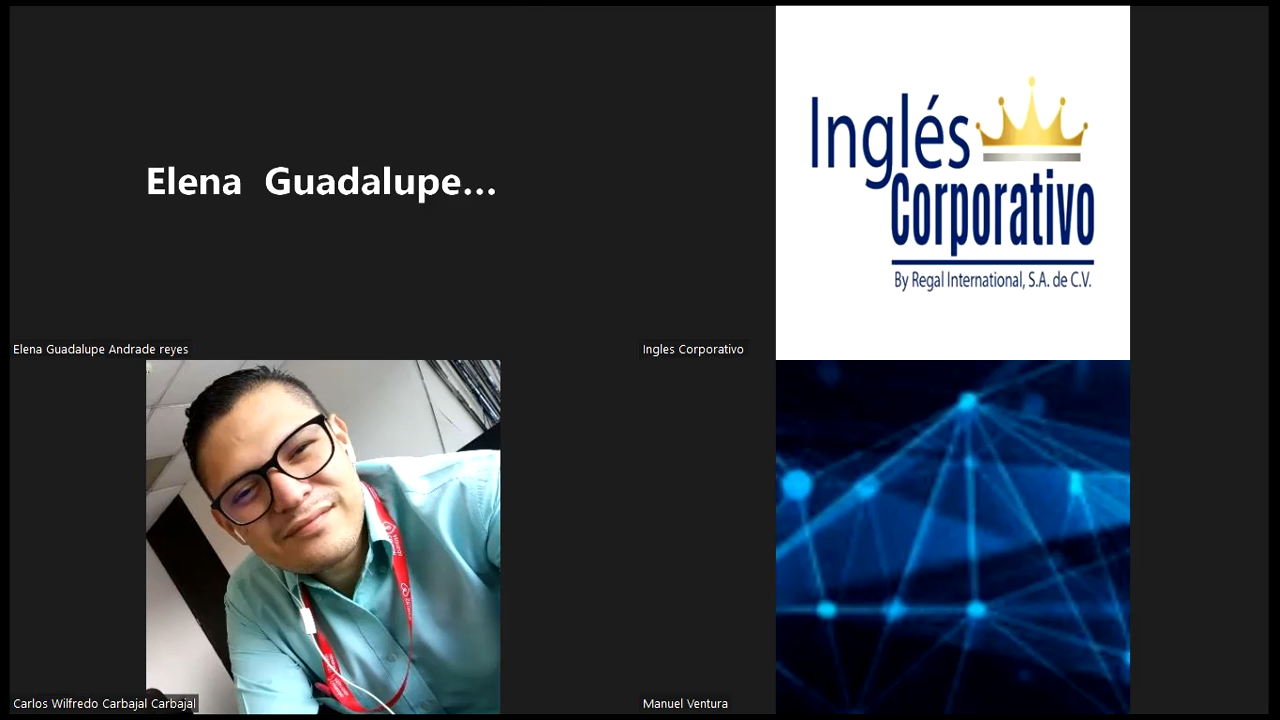 Elena Guadalupe...
Elena Guadalupe Andrade reyes
Inglés
Corporativo
By Regal International, S.A. de C.V.
Ingles Corporativo
Carlos Wilfredo Carbajal Carbajal
Manuel Ventura